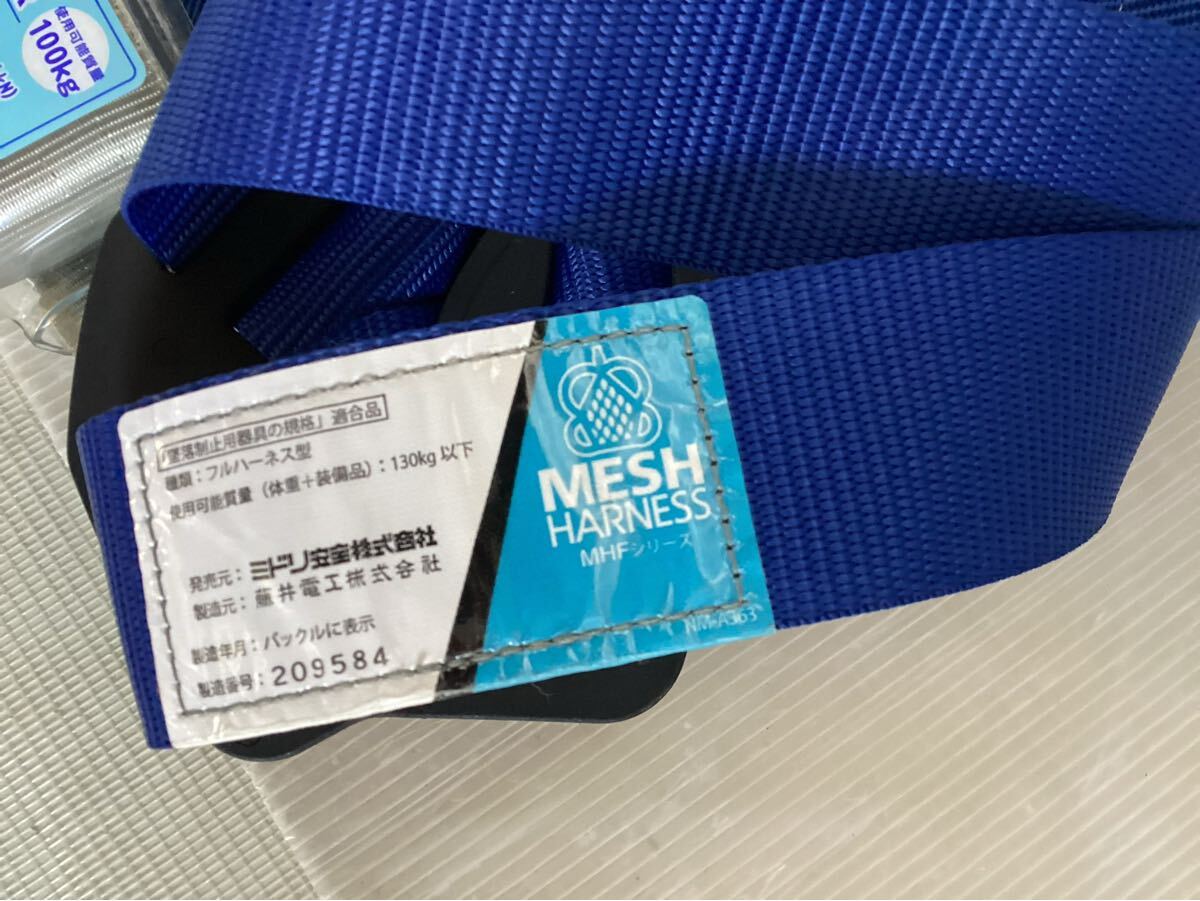 使用可能質量
100kg
「墜落制止用器具の規格」適合品
種類：フルハーネス型
使用可能質量（体重＋装備品）：130kg 以下
発売元：ミドリ安全株式会社
製造元：藤井電工株式会社
製造年月：バックルに表示
製造番号：209584
MESH
HARNESS
MHFシリーズ
NM-A363